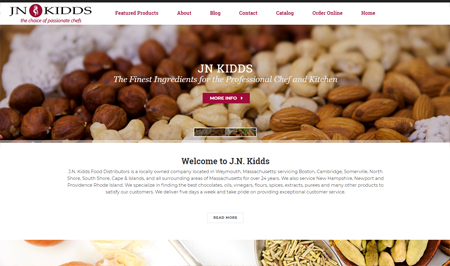 JN KIDDS
the choice of passionate chefs
Featured Products About Blog Contact Catalog Order Online Home
JN KIDDS
The Finest Ingredients for the Professional Chef and Kitchen
MORE INFO
Welcome to J.N. Kidds
J.N. Kidds Food Distributors is a locally owned company located in Weymouth, Massachusetts; servicing Boston, Cambridge, Somerville, North
Shore, South Shore, Cape & Islands, and all surrounding areas of Massachusetts for over 24 years. We also service New Hampshire, Newport and
Providence Rhode Island. We specialize in finding the best chocolates, oils, vinegars, flours, spices, extracts, purees and many other products to
satisfy our customers. We deliver five days a week and take pride on providing exceptional customer service.
READ MORE